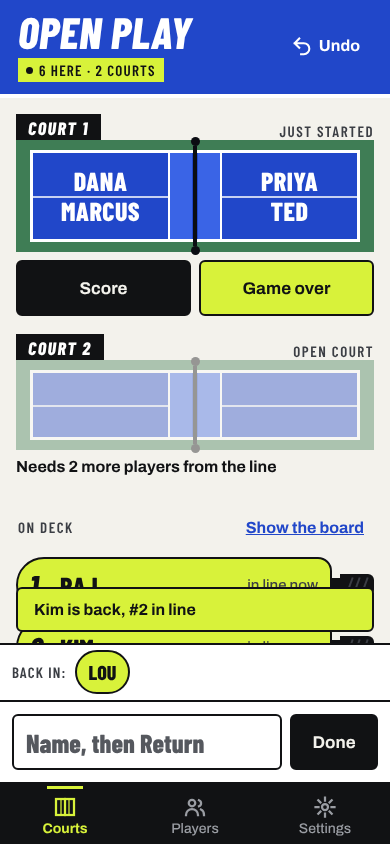 OPEN PLAY
6 HERE · 2 COURTS
Undo
COURT 1
JUST STARTED
DANA
PRIYA
MARCUS
TED
Score
Game over
COURT 2
OPEN COURT
Needs 2 more players from the line
ON DECK
Show the board
in line now
Kim is back, #2 in line
BACK IN:
LOU
Name, then Return
Done
Courts
Players
Settings